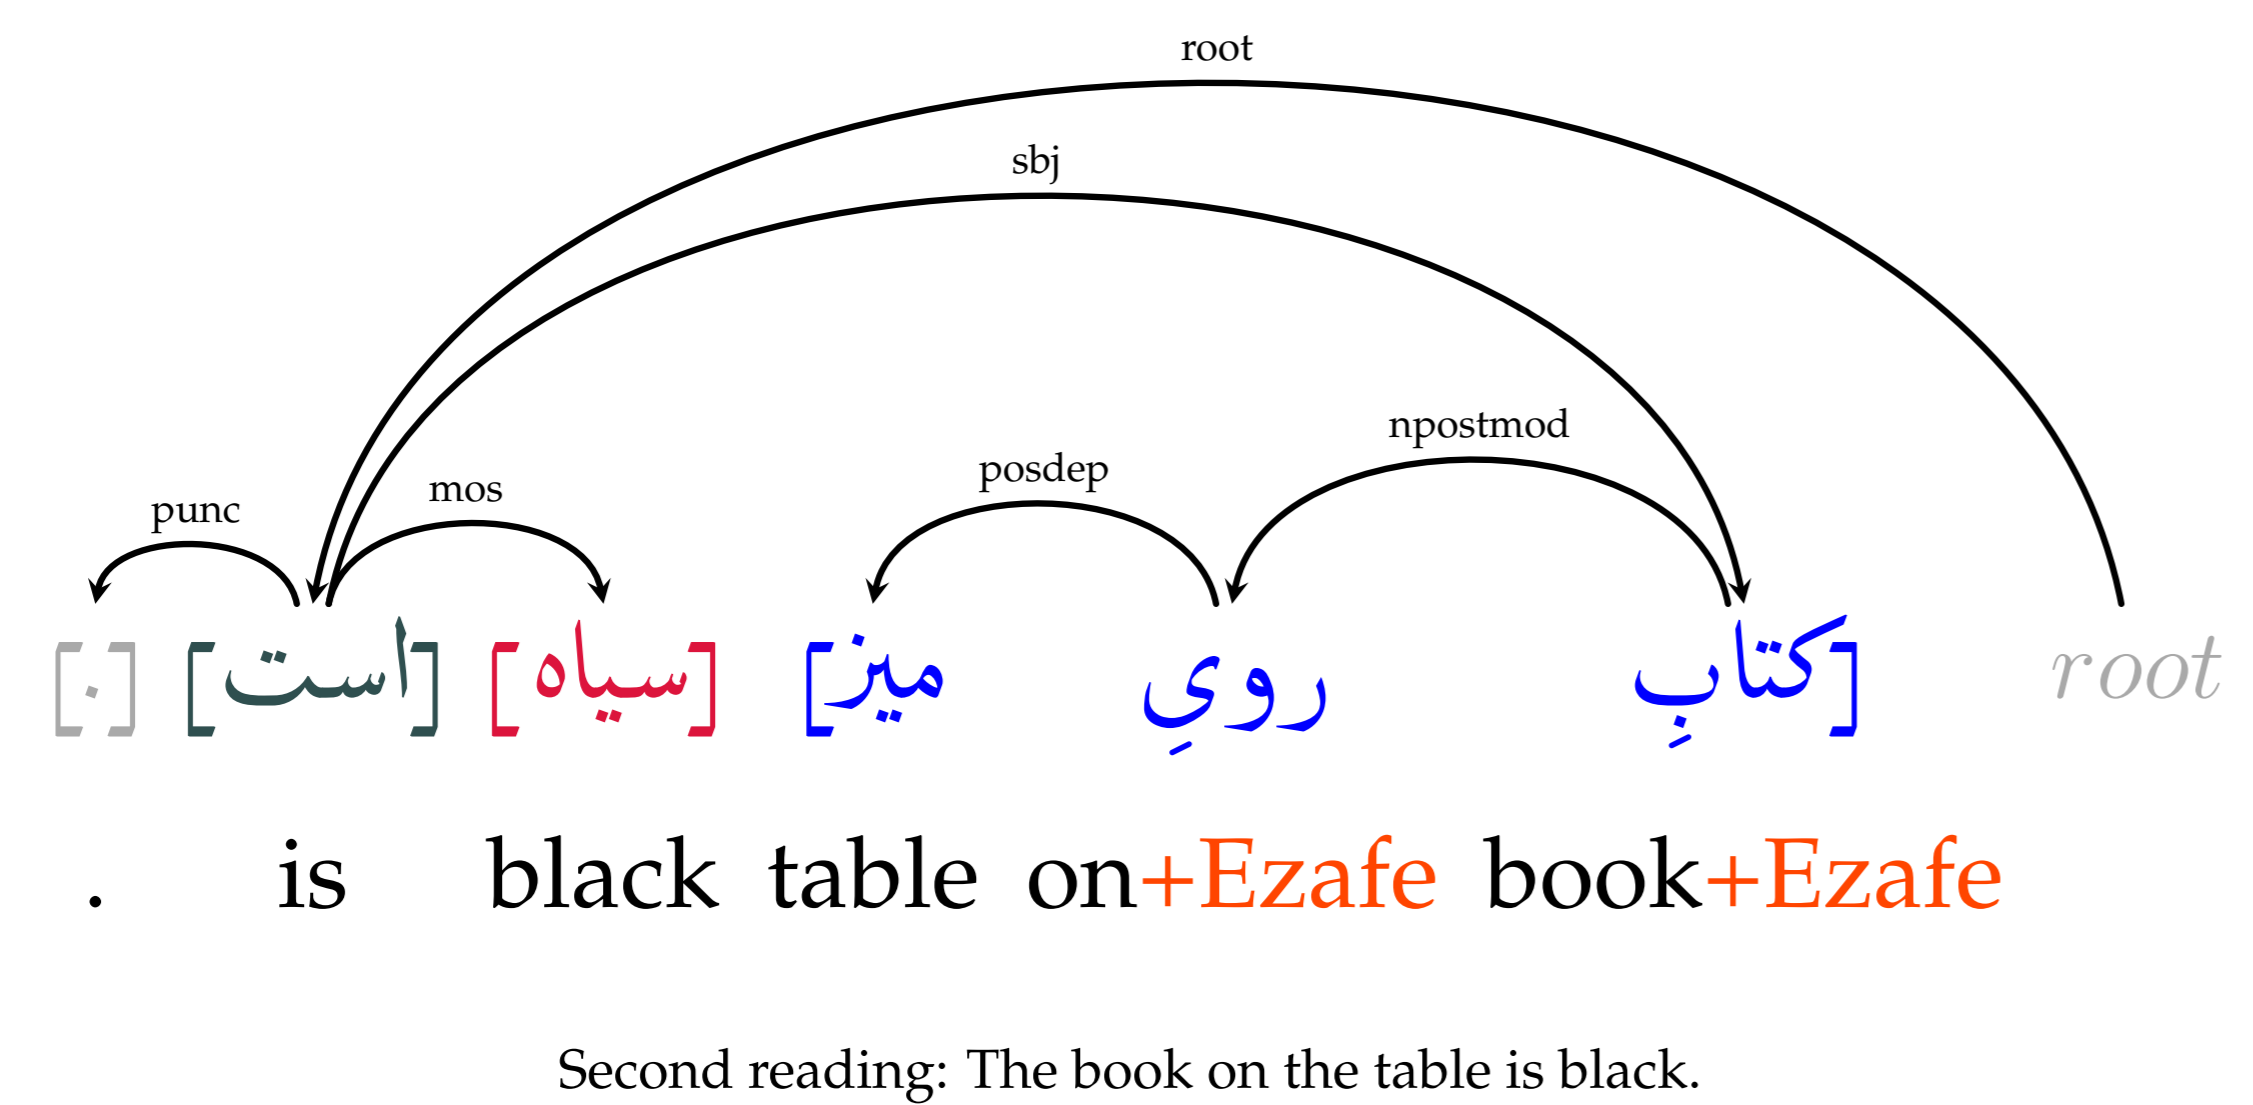 root
sbj
npostmod
posdep
mos
punc
root [کتابِ رویِ میز] [سیاه] [است] [.]
. is black table on+Ezafe book+Ezafe
Second reading: The book on the table is black.